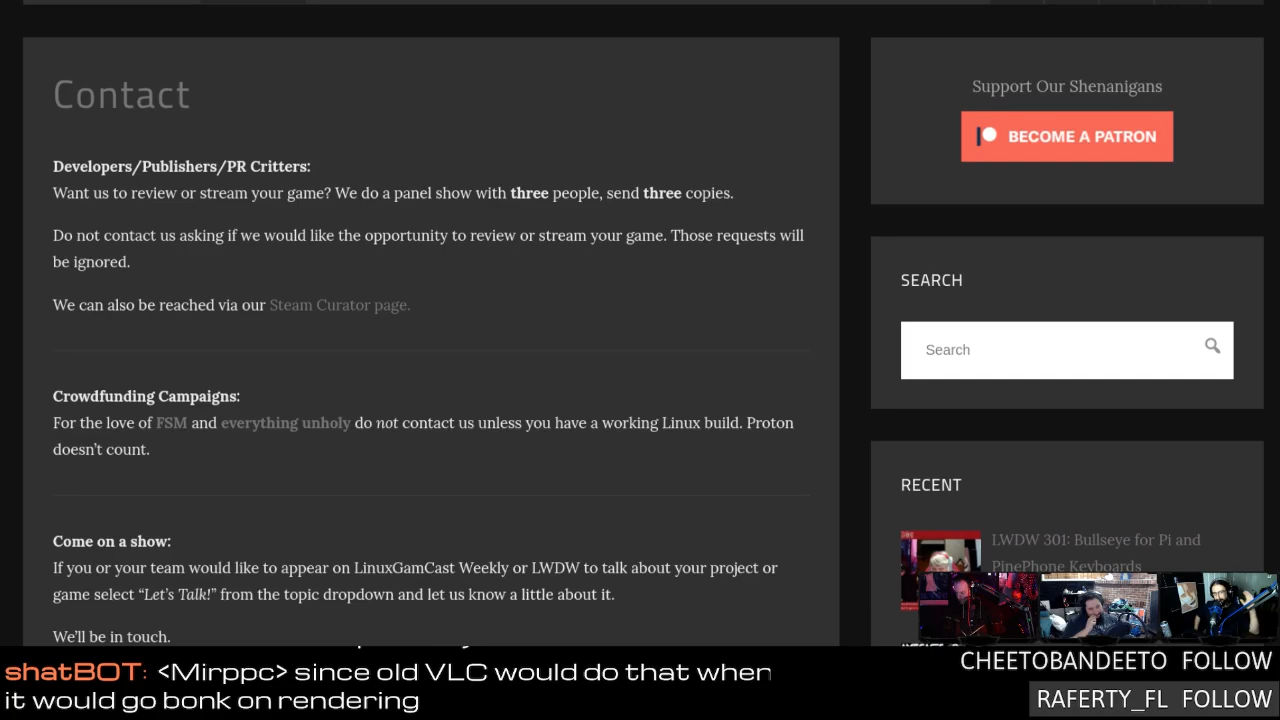 Contact
Developers/Publishers/PR Critters:
Want us to review or stream your game? We do a panel show with three people, send three copies.
Do not contact us asking if we would like the opportunity to review or stream your game. Those requests will
be ignored.
We can also be reached via our Steam Curator page.
Crowdfunding Campaigns:
For the love of FSM and everything unholy do not contact us unless you have a working Linux build. Proton
doesn’t count.
Come on a show:
If you or your team would like to appear on LinuxGamCast Weekly or LWDW to talk about your project or
game select “Let’s Talk!” from the topic dropdown and let us know a little about it.
We’ll be in touch.
Support Our Shenanigans
BECOME A PATRON
SEARCH
Search
RECENT
LWDW 301: Bullseye for Pi and
PinePhone Keyboards
shatBOT: <Mirppc> since old VLC would do that when
it would go bonk on rendering
CHEETOBANDEETO FOLLOW
RAFERTY_FL FOLLOW